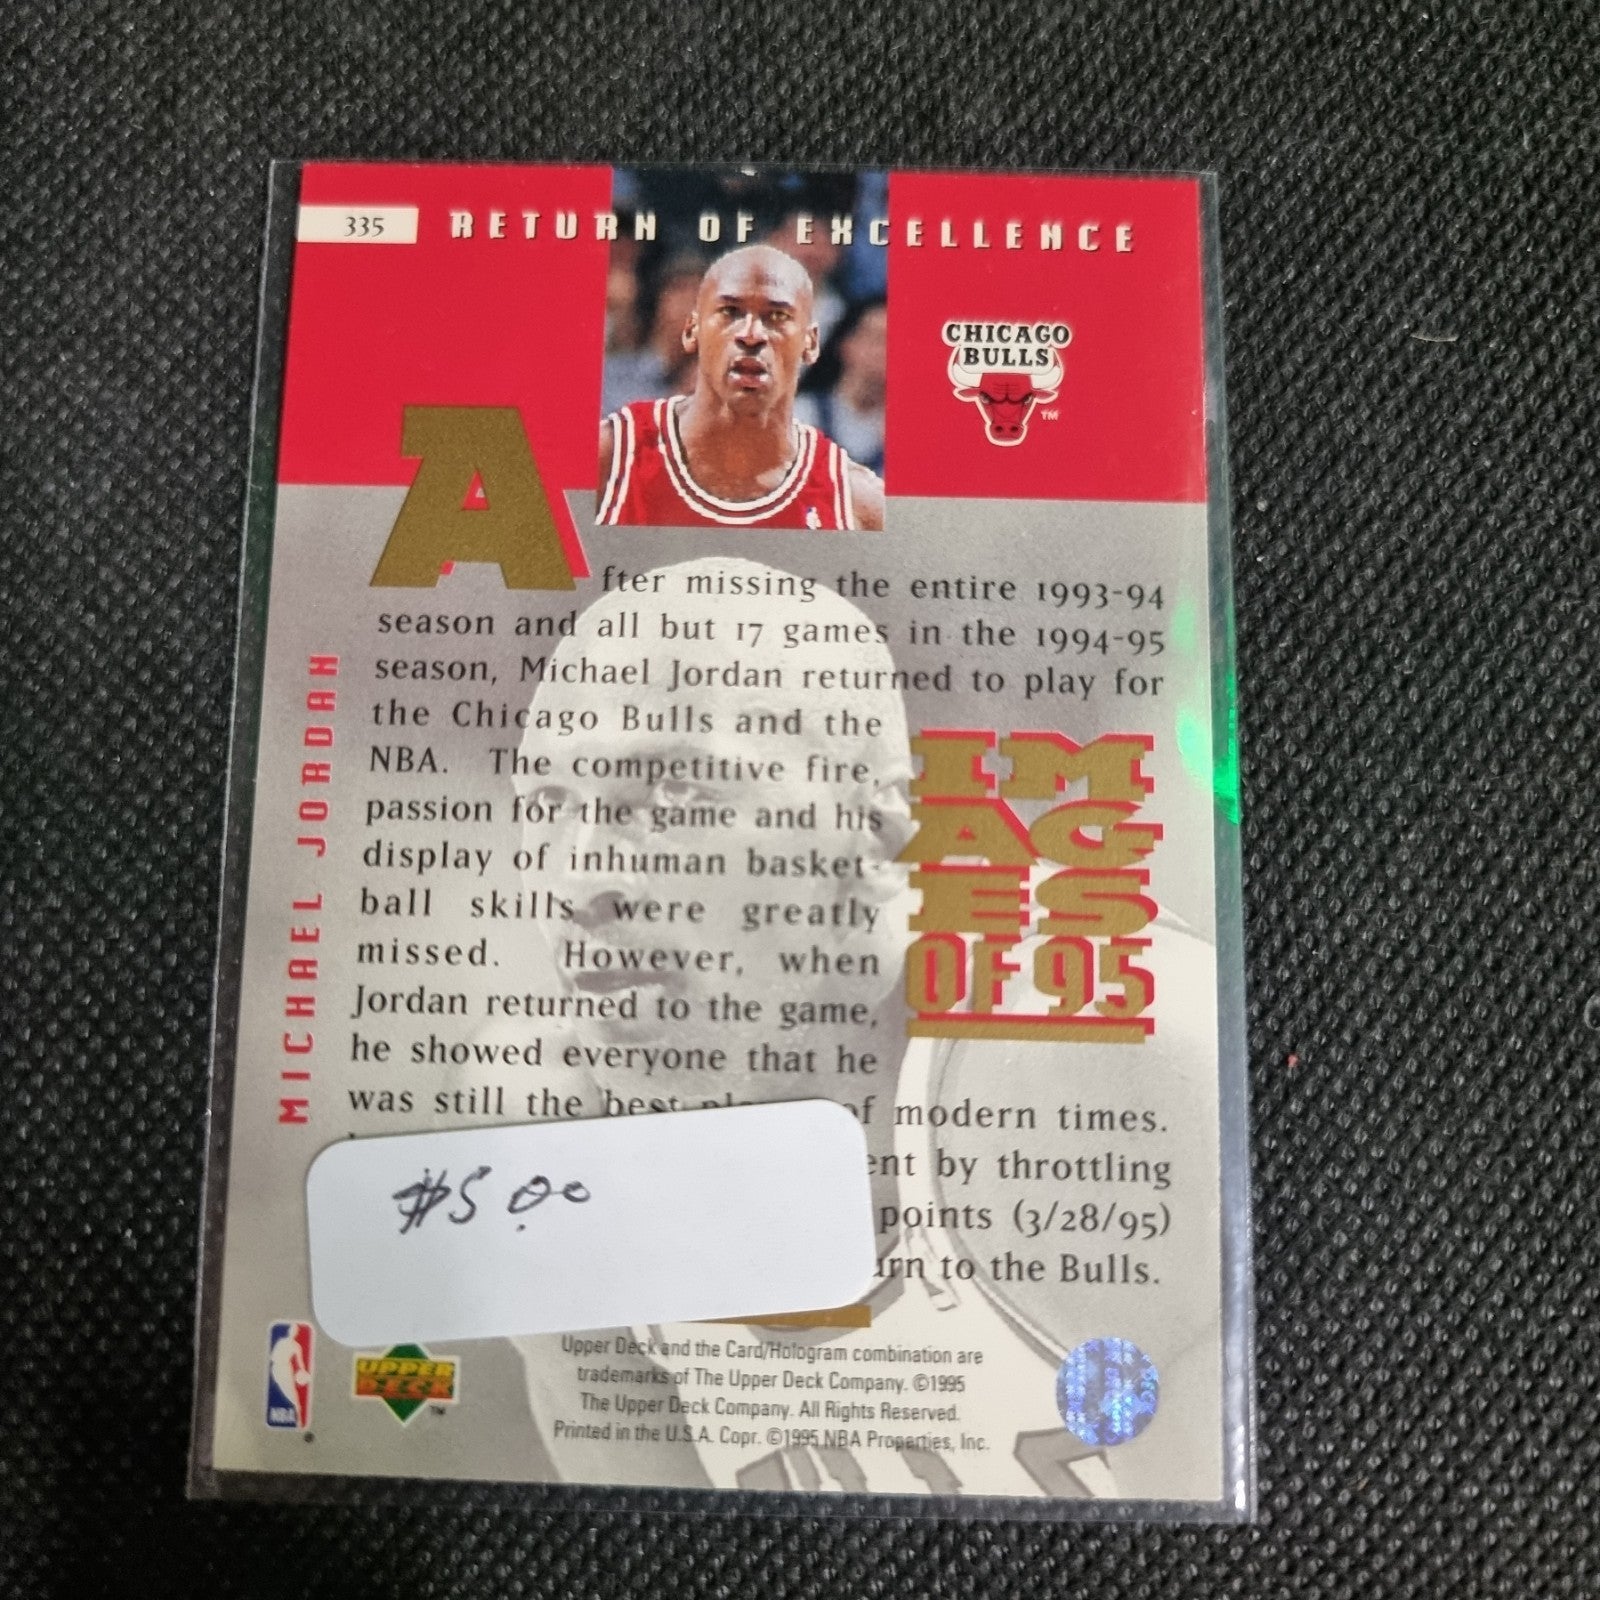 335 RETURN OF EXCELLENCE
CHICAGO
BULLS
TM
After missing the entire 1993-94
season and all but 17 games in the 1994-95
season, Michael Jordan returned to play for
the Chicago Bulls and the
NBA. The competitive fire,
passion for the game and his
display of inhuman basket-
ball skills were greatly
missed. However, when
Jordan returned to the game,
he showed everyone that he
was still the best of modern times.
by throttling
points (3/28/95)
to the Bulls.
MICHAEL JORDAN
IM
AG
ES
OF 95
$5.00
NBA
UPPER
DECK
TM
Upper Deck and the Card/Hologram combination are
trademarks of The Upper Deck Company. ©1995
The Upper Deck Company. All Rights Reserved.
Printed in the U.S.A. Copr. ©1995 NBA Properties, Inc.